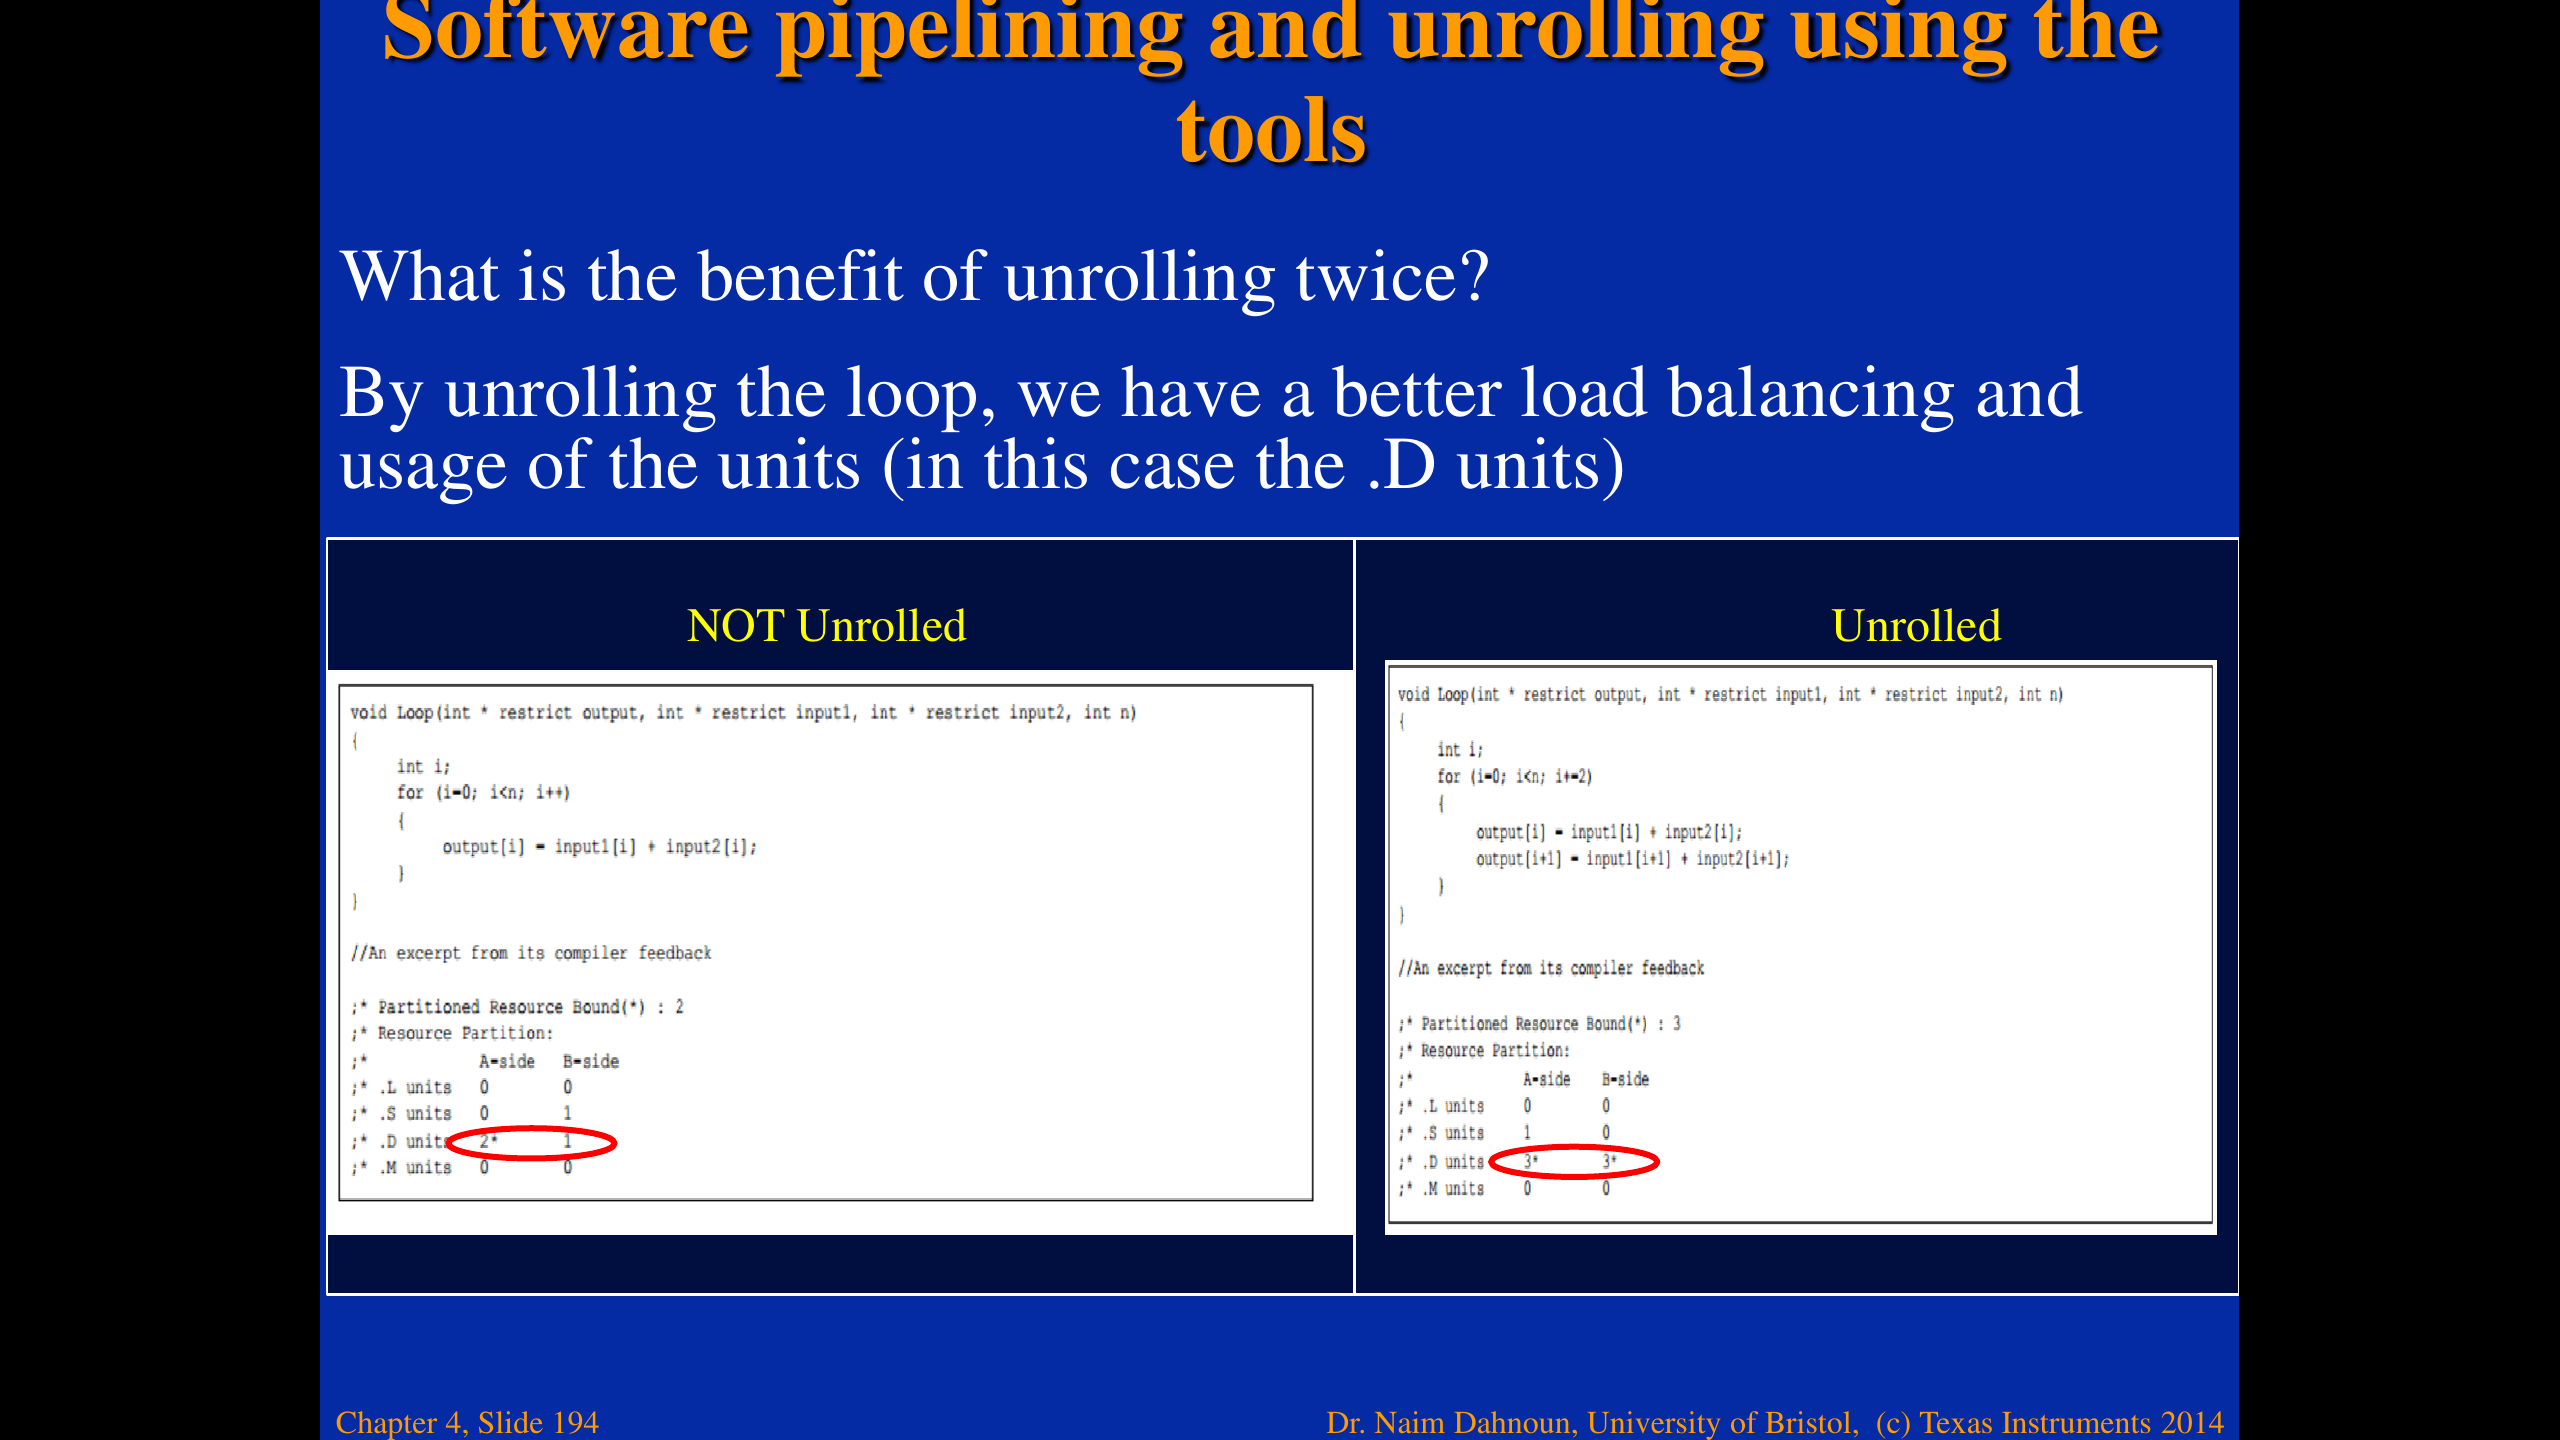 Software pipelining and unrolling using the
tools
What is the benefit of unrolling twice?
By unrolling the loop, we have a better load balancing and
usage of the units (in this case the .D units)
NOT Unrolled
void Loop(int * restrict output, int * restrict input1, int * restrict input2, int n)
{
int i;
for (i=0; i<n; i++)
{
output[i] = input1[i] + input2[i];
}
}
//An excerpt from its compiler feedback
;* Partitioned Resource Bound(*) : 2
;* Resource Partition:
;* A-side B-side
;* .L units 0 0
;* .S units 0 1
;* .D units 2* 1
;* .M units 0 0
Unrolled
void Loop(int * restrict output, int * restrict input1, int * restrict input2, int n)
{
int i;
for (i=0; i<n; i+=2)
{
output[i] = input1[i] + input2[i];
output[i+1] = input1[i+1] + input2[i+1];
}
}
//An excerpt from its compiler feedback
;* Partitioned Resource Bound(*) : 3
;* Resource Partition:
;* A-side B-side
;* .L units 0 0
;* .S units 1 0
;* .D units 3* 3*
;* .M units 0 0
Chapter 4, Slide 194
Dr. Naim Dahnoun, University of Bristol, (c) Texas Instruments 2014